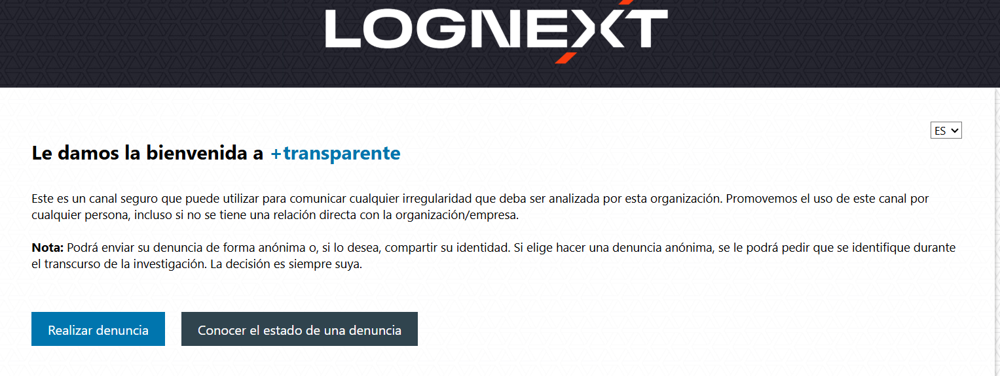 LOGNEXT
ES
Le damos la bienvenida a +transparente
Este es un canal seguro que puede utilizar para comunicar cualquier irregularidad que deba ser analizada por esta organización. Promovemos el uso de este canal por
cualquier persona, incluso si no se tiene una relación directa con la organización/empresa.
Nota: Podrá enviar su denuncia de forma anónima o, si lo desea, compartir su identidad. Si elige hacer una denuncia anónima, se le podrá pedir que se identifique durante
el transcurso de la investigación. La decisión es siempre suya.
Realizar denuncia
Conocer el estado de una denuncia